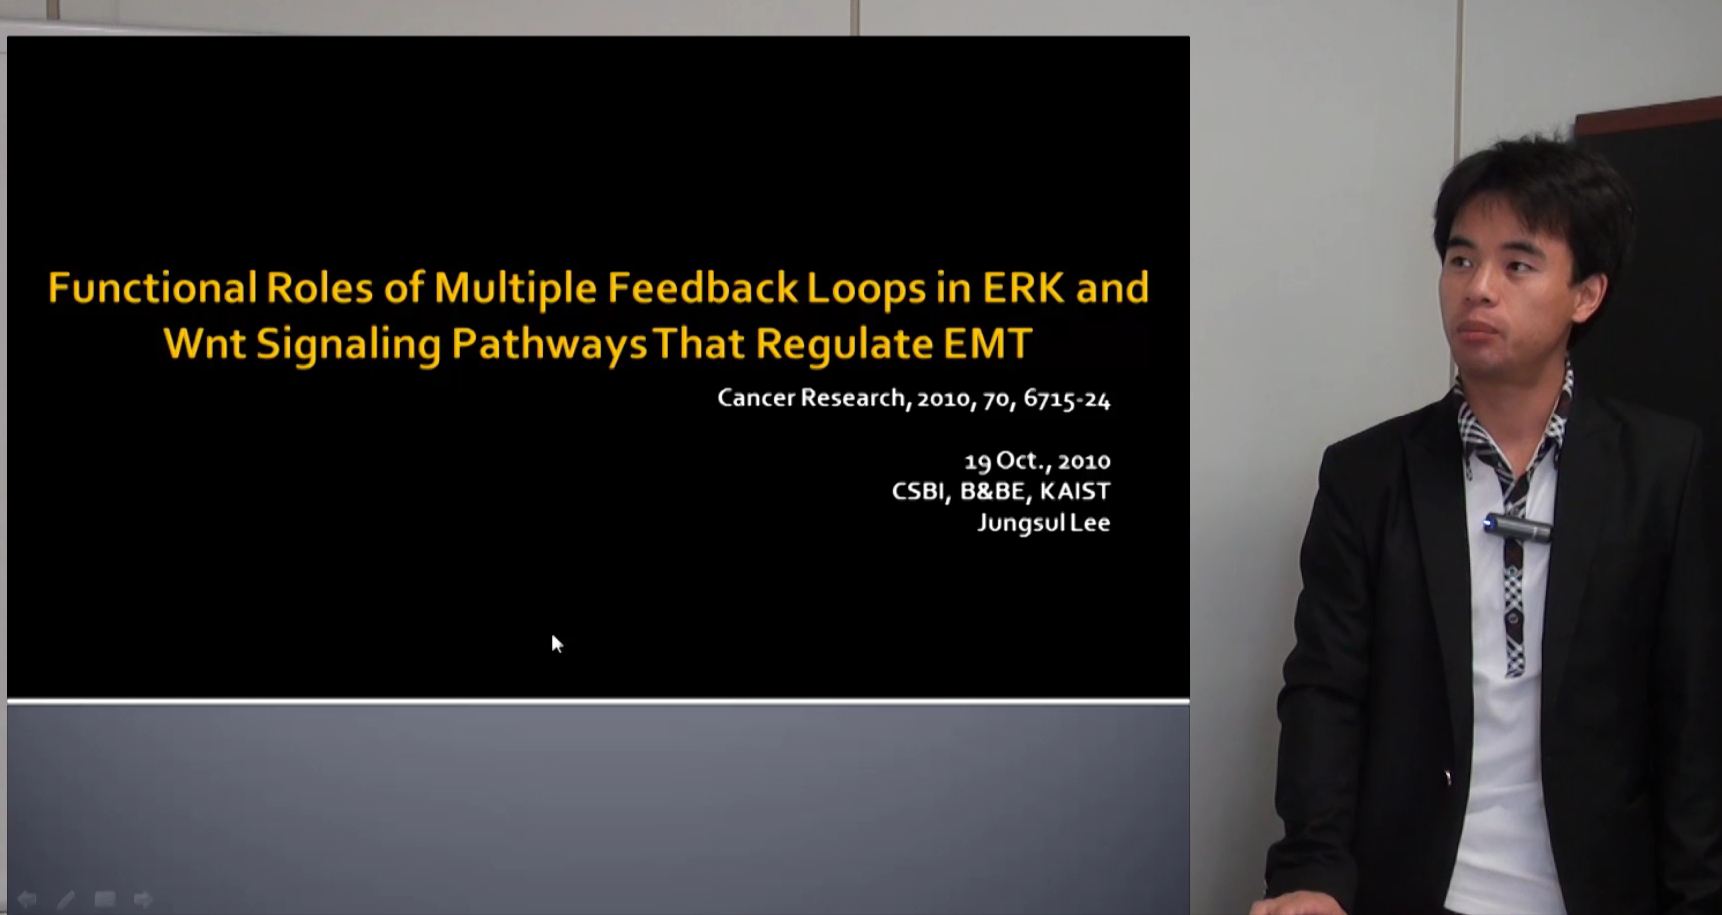 Functional Roles of Multiple Feedback Loops in ERK and
Wnt Signaling Pathways That Regulate EMT
Cancer Research, 2010, 70, 6715-24
19 Oct., 2010
CSBI, B&BE, KAIST
Jungsul Lee